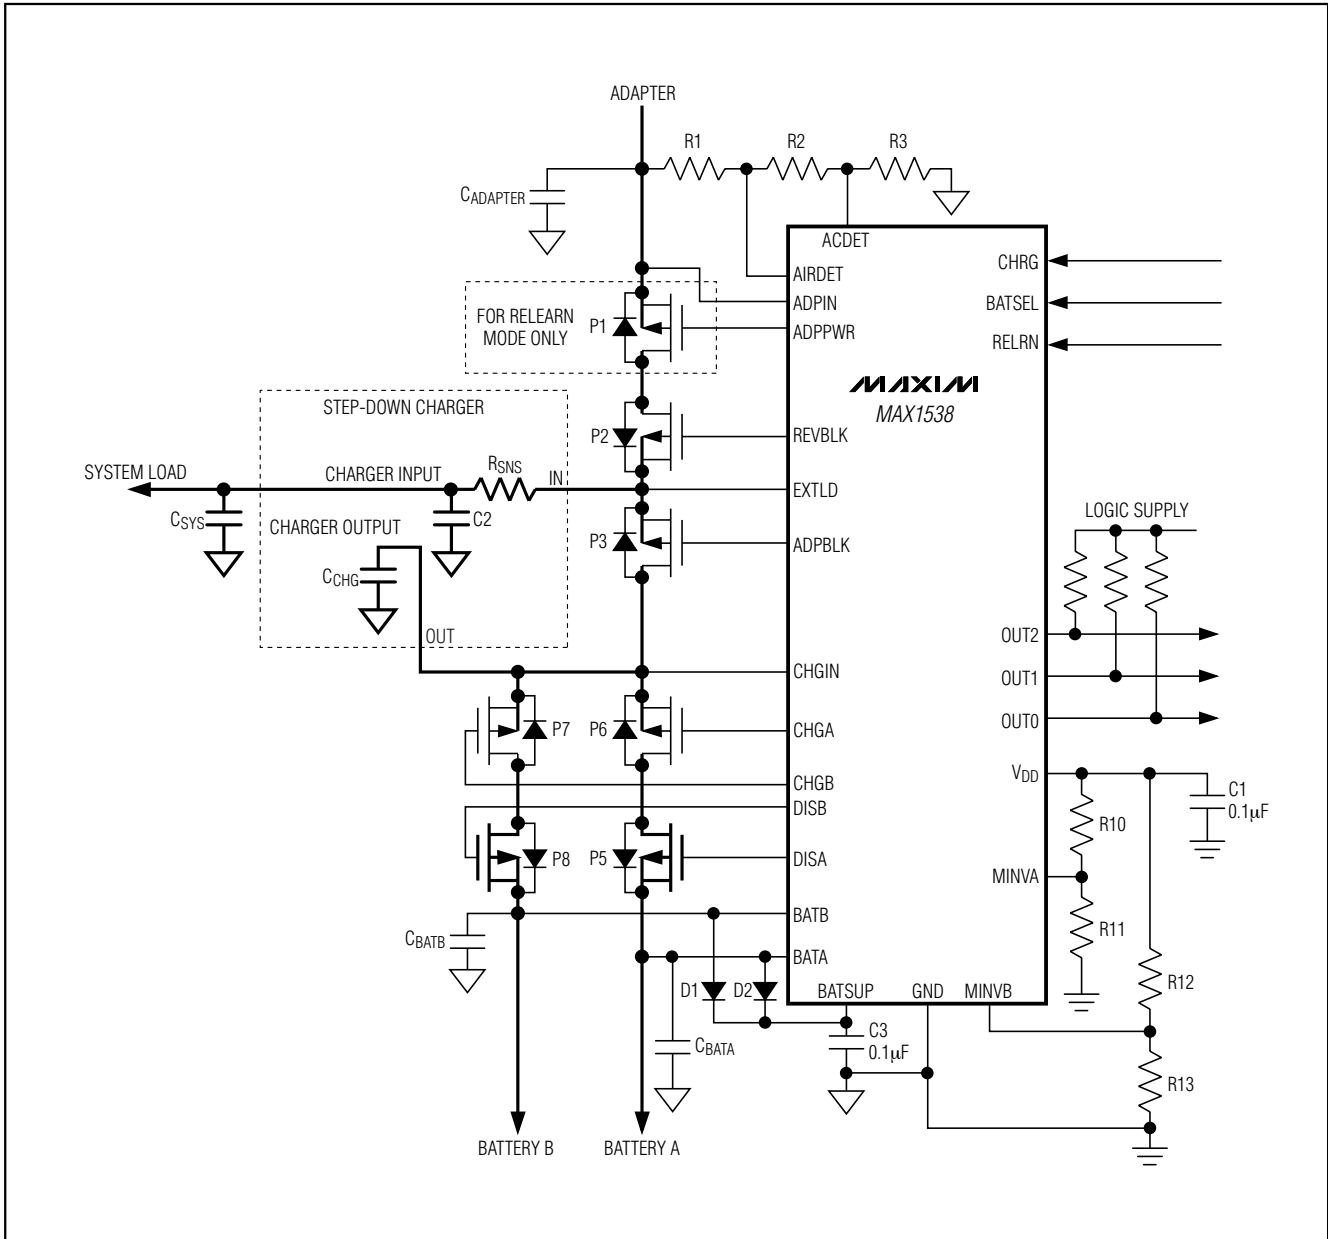 ADAPTER
R1
R2
R3
CADAPTER
ACDET
AIRDET
CHRG
ADPIN
BATSEL
FOR RELEARN
MODE ONLY
P1
ADPPWR
RELRN
MAXIM
MAX1538
STEP-DOWN CHARGER
P2
REVBLK
SYSTEM LOAD
CHARGER INPUT
RSNS
IN
EXTLD
CSYS
CHARGER OUTPUT
C2
P3
ADPBLK
LOGIC SUPPLY
CCHG
OUT
OUT2
CHGIN
OUT1
OUT0
P7
P6
CHGA
VDD
CHGB
C1
0.1µF
DISB
R10
P8
P5
DISA
MINVA
BATB
R11
CBATB
BATA
D1
D2
BATSUP
GND
MINVB
R12
C3
0.1µF
CBATA
R13
BATTERY B
BATTERY A